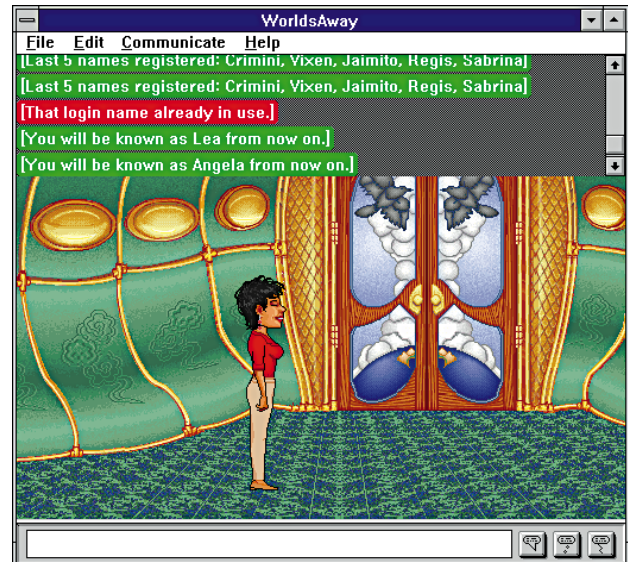 WorldsAway
File Edit Communicate Help
[Last 5 names registered: Crimini, Vixen, Jaimito, Regis, Sabrina]
[Last 5 names registered: Crimini, Vixen, Jaimito, Regis, Sabrina]
[That login name already in use.]
[You will be known as Lea from now on.]
[You will be known as Angela from now on.]